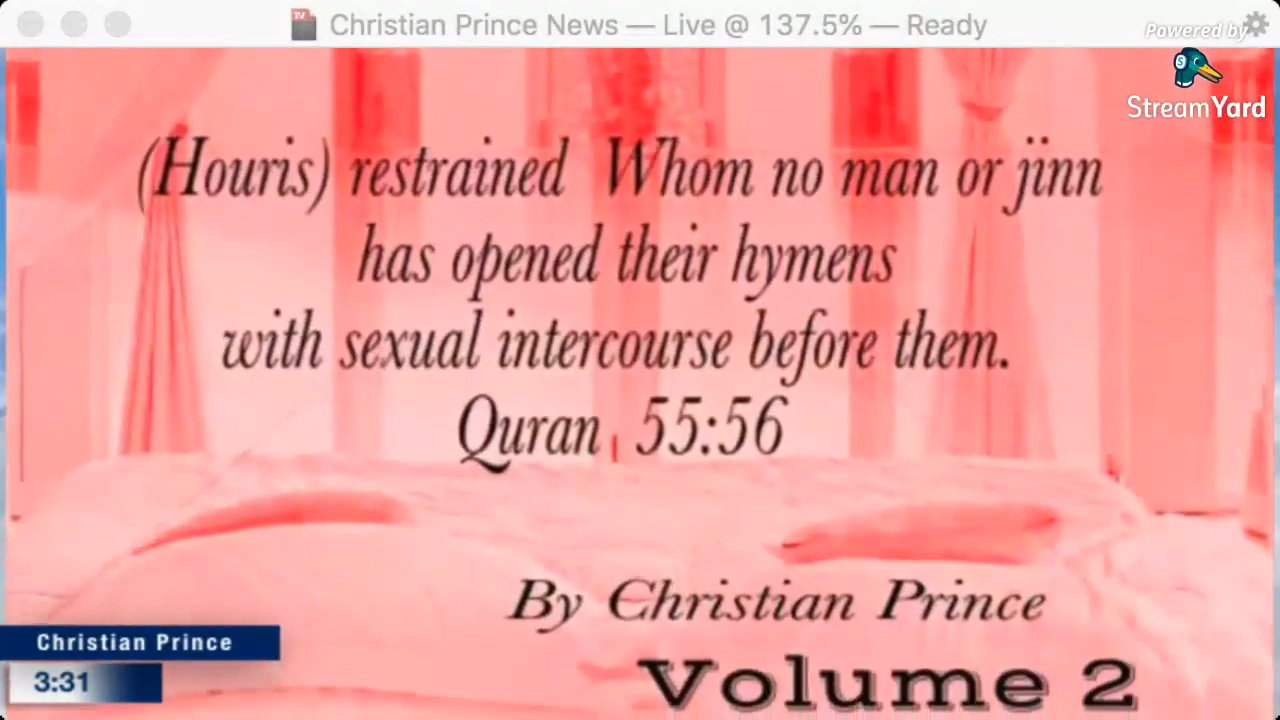 Christian Prince News — Live @ 137.5% — Ready
Powered by
StreamYard
(Houris) restrained Whom no man or jinn
has opened their hymens
with sexual intercourse before them.
Quran 55:56
By Christian Prince
Volume 2
Christian Prince
3:31